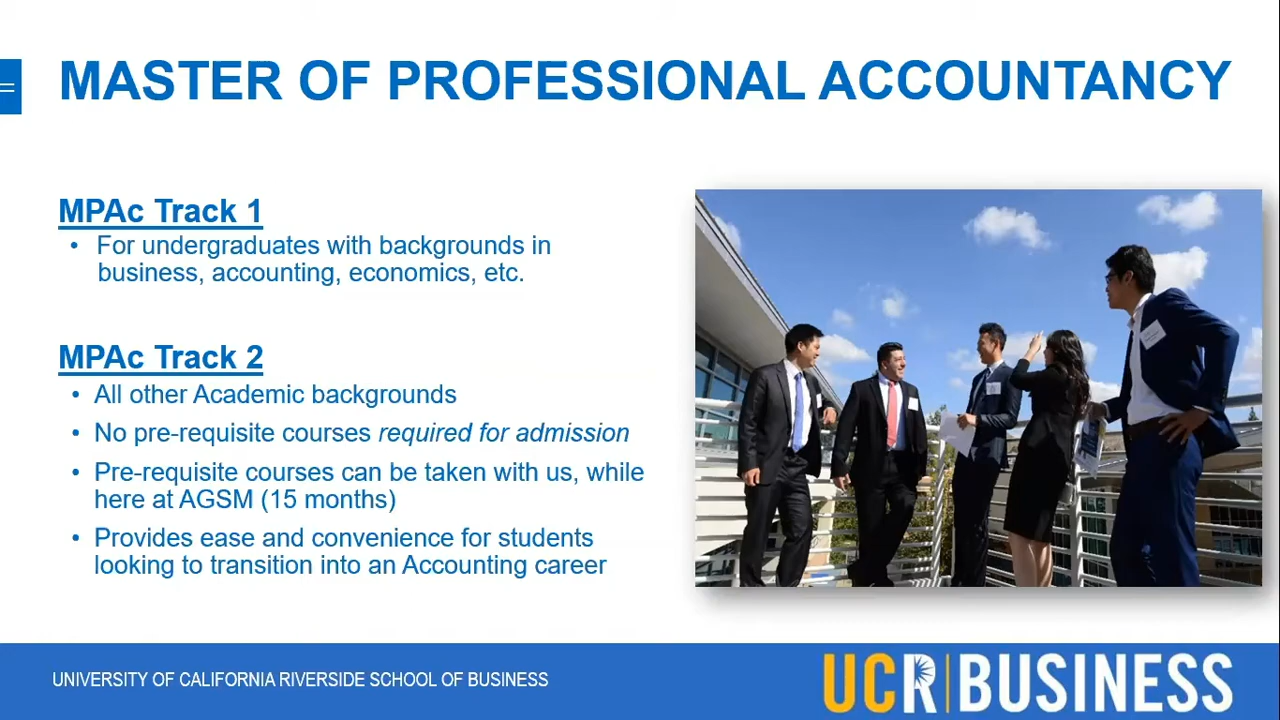 MASTER OF PROFESSIONAL ACCOUNTANCY
MPAc Track 1
• For undergraduates with backgrounds in
business, accounting, economics, etc.
MPAc Track 2
• All other Academic backgrounds
• No pre-requisite courses required for admission
• Pre-requisite courses can be taken with us, while
here at AGSM (15 months)
• Provides ease and convenience for students
looking to transition into an Accounting career
UNIVERSITY OF CALIFORNIA RIVERSIDE SCHOOL OF BUSINESS
UCR BUSINESS